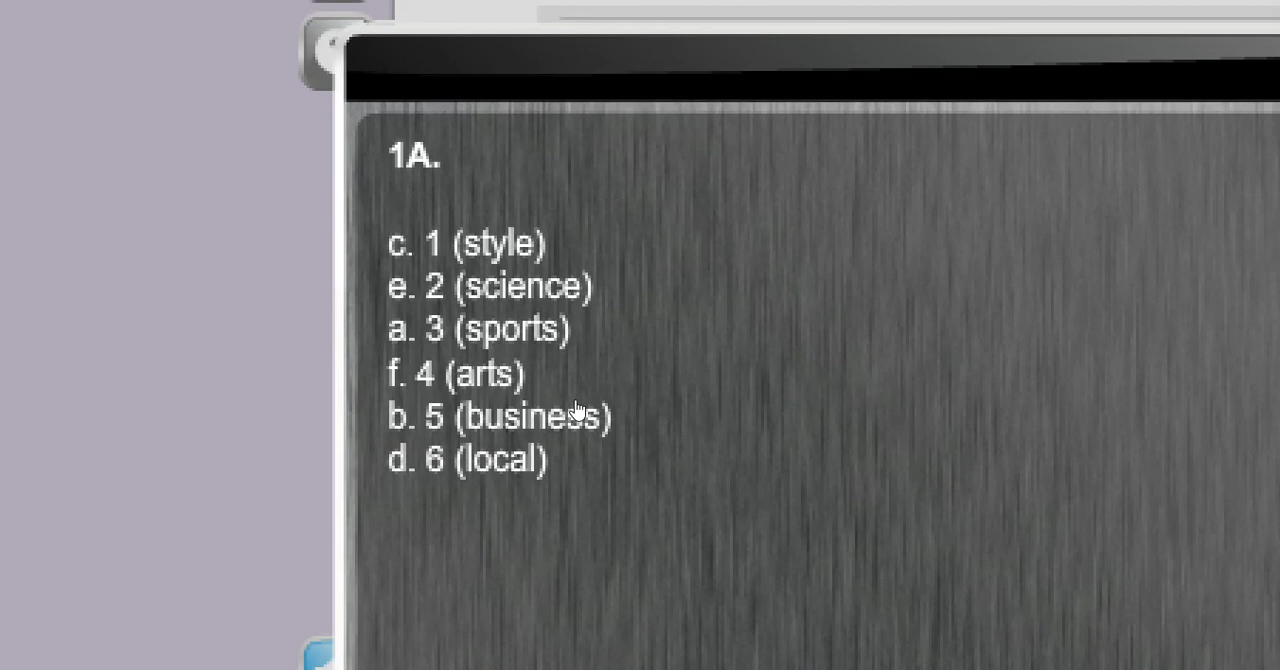 1A.
c. 1 (style)
e. 2 (science)
a. 3 (sports)
f. 4 (arts)
b. 5 (business)
d. 6 (local)